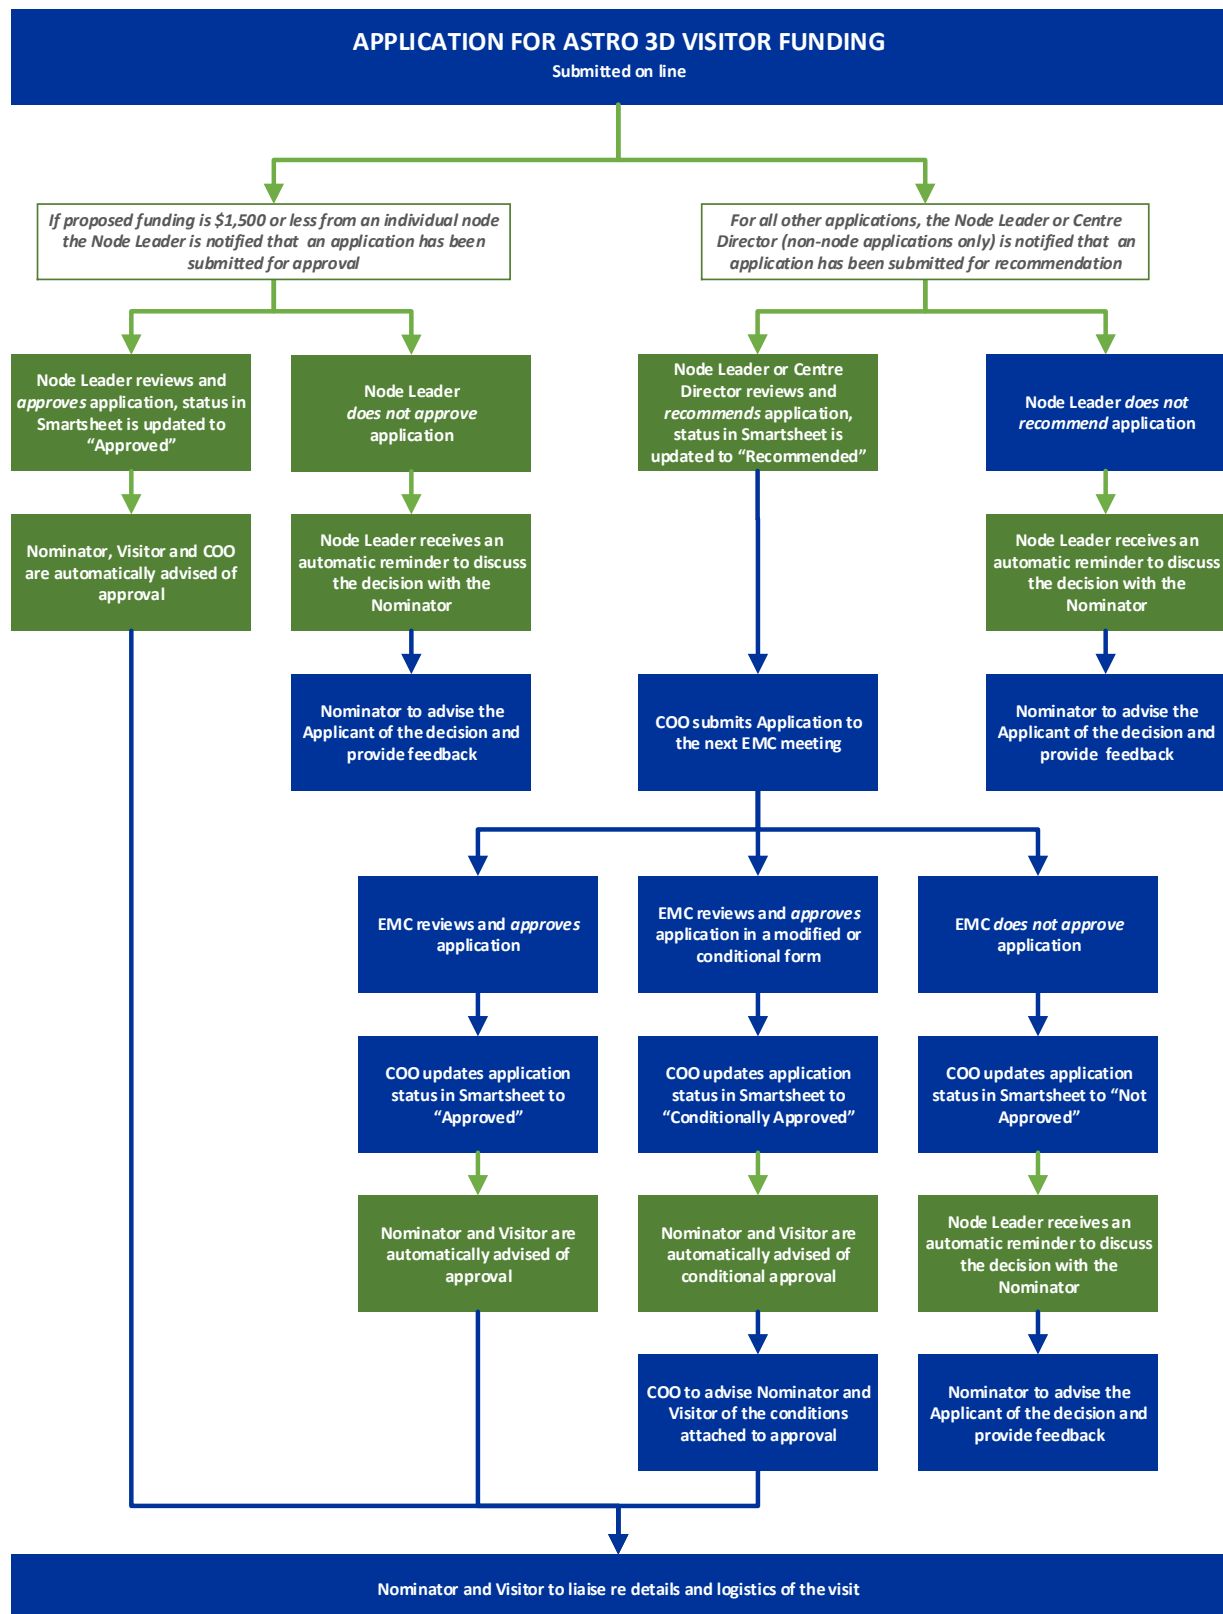 APPLICATION FOR ASTRO 3D VISITOR FUNDING
Submitted on line
If proposed funding is $1,500 or less from an individual node
the Node Leader is notified that an application has been
submitted for approval
For all other applications, the Node Leader or Centre
Director (non-node applications only) is notified that an
application has been submitted for recommendation
Node Leader reviews and
approves application, status in
Smartsheet is updated to
“Approved”
Node Leader
does not approve
application
Node Leader or Centre
Director reviews and
recommends application,
status in Smartsheet is
updated to “Recommended”
Node Leader does not
recommend application
Nominator, Visitor and COO
are automatically advised of
approval
Node Leader receives an
automatic reminder to discuss
the decision with the
Nominator
Node Leader receives an
automatic reminder to discuss
the decision with the
Nominator
Nominator to advise the
Applicant of the decision and
provide feedback
COO submits Application to
the next EMC meeting
Nominator to advise the
Applicant of the decision and
provide feedback
EMC reviews and approves
application
EMC reviews and approves
application in a modified or
conditional form
EMC does not approve
application
COO updates application
status in Smartsheet to
“Approved”
COO updates application
status in Smartsheet to
“Conditionally Approved”
COO updates application
status in Smartsheet to “Not
Approved”
Nominator and Visitor are
automatically advised of
approval
Nominator and Visitor are
automatically advised of
conditional approval
Node Leader receives an
automatic reminder to discuss
the decision with the
Nominator
COO to advise Nominator and
Visitor of the conditions
attached to approval
Nominator to advise the
Applicant of the decision and
provide feedback
Nominator and Visitor to liaise re details and logistics of the visit